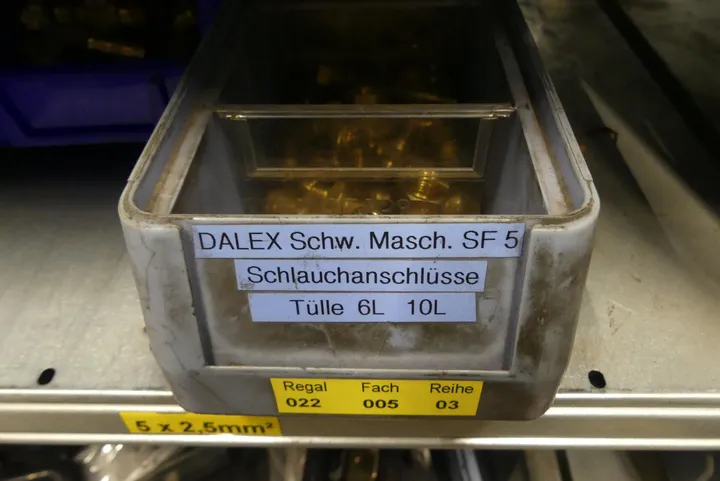 DALEX Schw. Masch. SF 5
Schlauchanschlüsse
Tülle 6L 10L
Regal Fach Reihe
022 005 03
5 x 2,5mm²